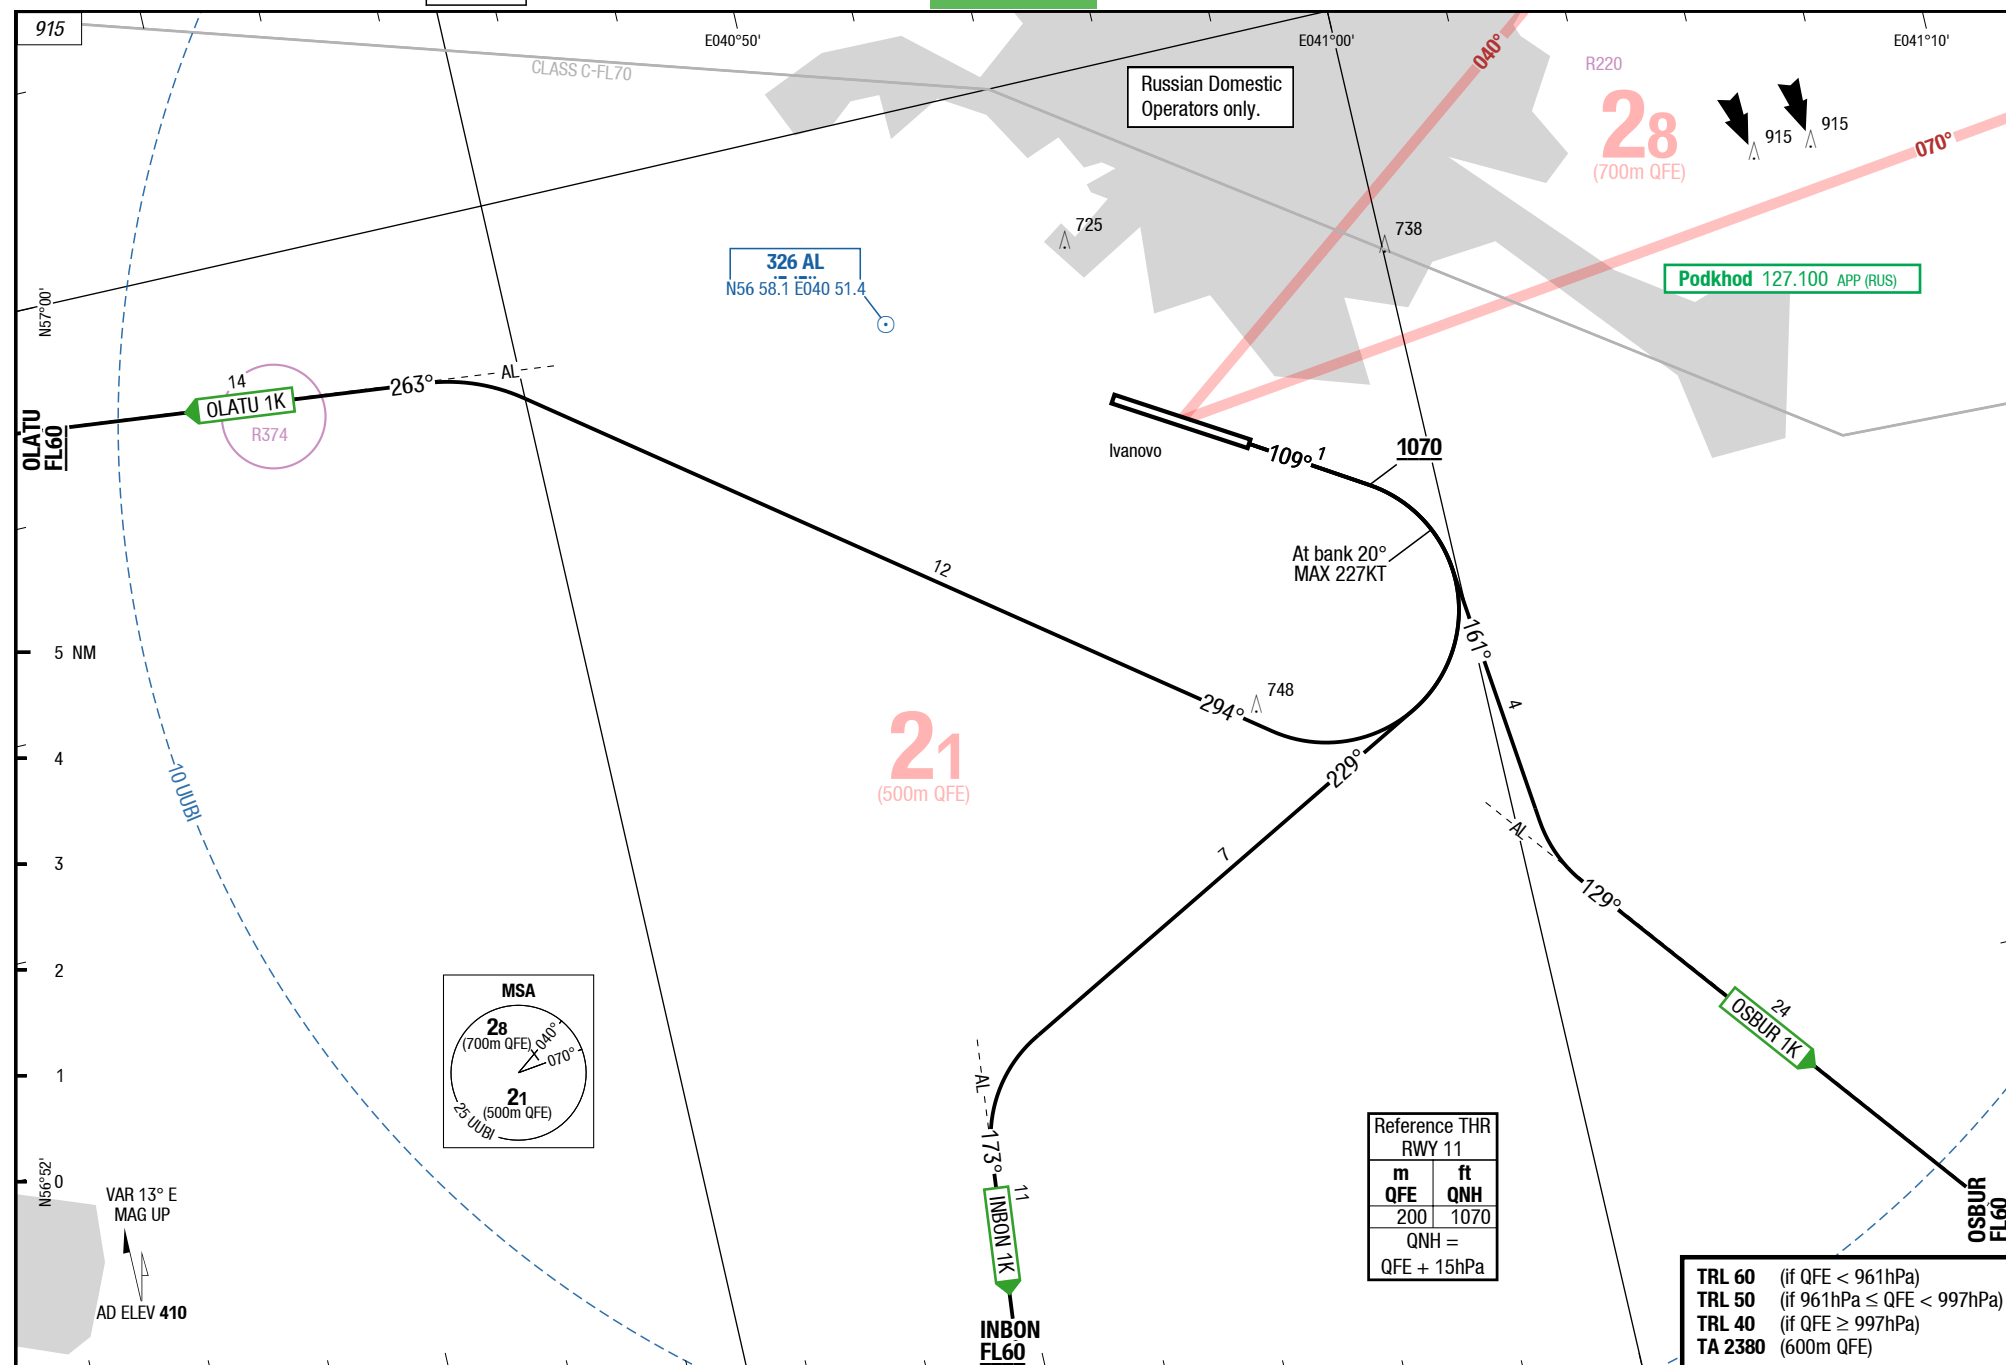 915
E040°50'
E041°00'
E041°10'
CLASS C-FL70
Russian Domestic
Operators only.
040°
R220
28
(700m QFE)
915
915
070°
725
738
326 AL
N56 58.1 E040 51.4
Podkhod 127.100 APP (RUS)
N57°00'
14
OLATU 1K
R374
263°
AL
OLATU
FL60
Ivanovo
109°
1
1070
At bank 20°
MAX 227KT
12
161°
5 NM
4
3
2
1
0
10 UUBI
294°
748
4
21
(500m QFE)
229°
7
AL
129°
24
OSBUR 1K
MSA
28
(700m QFE)
040°
070°
21
(500m QFE)
25 UUBI
AL
173°
11
INBON 1K
INBON
FL60
Reference THR
RWY 11
m ft
QFE QNH
200 1070
QNH =
QFE + 15hPa
OSBUR
FL60
N56°52'
VAR 13° E
MAG UP
AD ELEV 410
TRL 60 (if QFE < 961hPa)
TRL 50 (if 961hPa ≤ QFE < 997hPa)
TRL 40 (if QFE ≥ 997hPa)
TA 2380 (600m QFE)